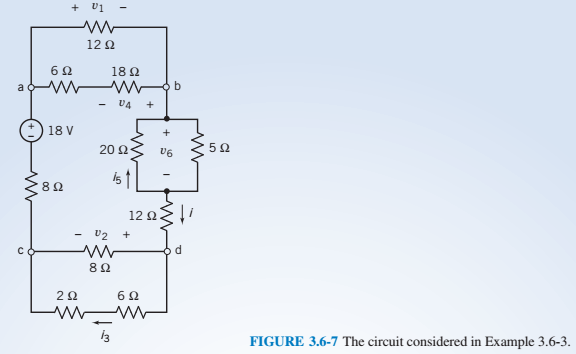 + v1 −
12 Ω
6 Ω 18 Ω
a b
− v4 +
+ − 18 V
20 Ω + v6 − 5 Ω
i5
8 Ω
12 Ω i
− v2 +
c d
8 Ω
2 Ω 6 Ω
i3
FIGURE 3.6-7 The circuit considered in Example 3.6-3.